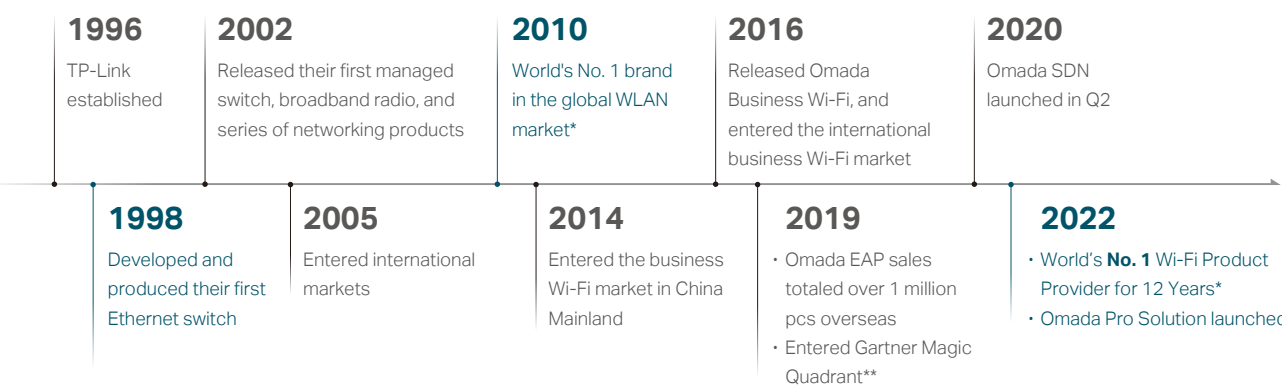 1996
TP-Link
established
2002
Released their first managed
switch, broadband radio, and
series of networking products
2010
World's No. 1 brand
in the global WLAN
market*
2016
Released Omada
Business Wi-Fi, and
entered the international
business Wi-Fi market
2020
Omada SDN
launched in Q2
1998
Developed and
produced their first
Ethernet switch
2005
Entered international
markets
2014
Entered the business
Wi-Fi market in China
Mainland
2019
· Omada EAP sales
totaled over 1 million
pcs overseas
· Entered Gartner Magic
Quadrant**
2022
· World’s No. 1 Wi-Fi Product
Provider for 12 Years*
· Omada Pro Solution launched